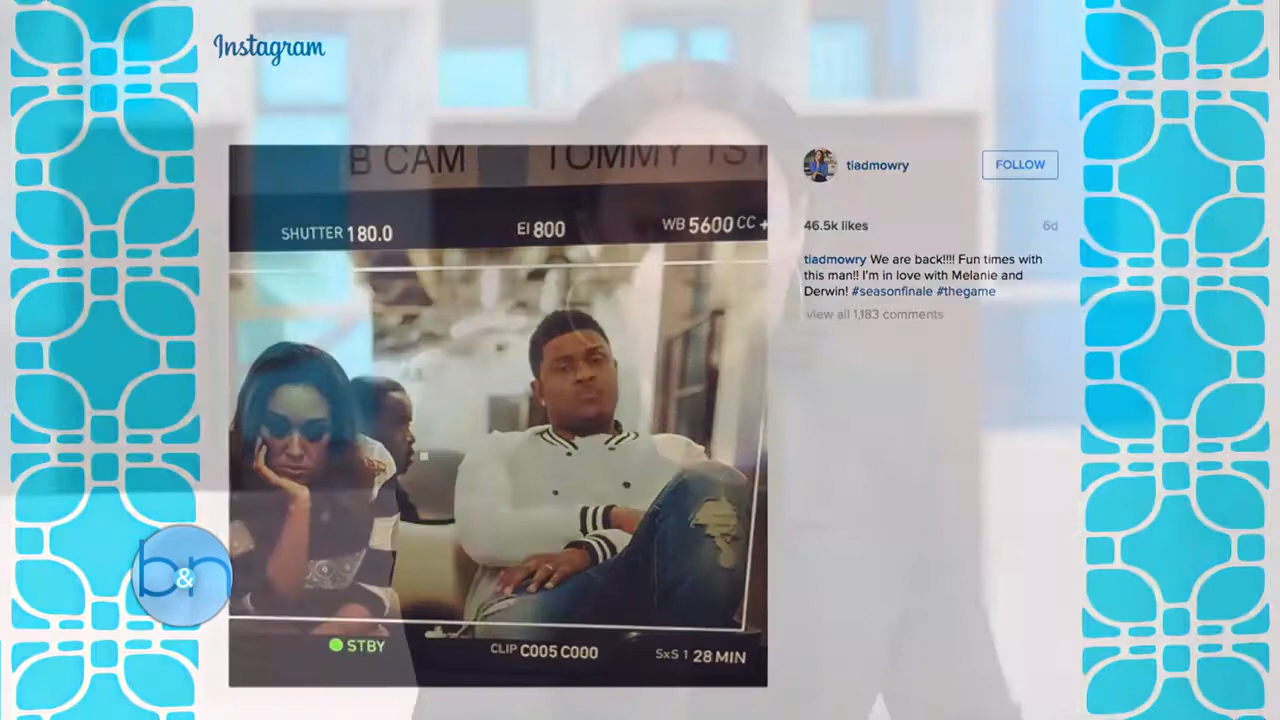 Instagram
B CAM TOMMY 1ST
SHUTTER 180.0 EI 800 WB 5600 CC +
STBY CLIP C005 C000 SxS 1 28 MIN
tiadmowry FOLLOW
46.5k likes 6d
tiadmowry We are back!!!! Fun times with
this man!! I'm in love with Melanie and
Derwin! #seasonfinale #thegame
view all 1,183 comments
b&n